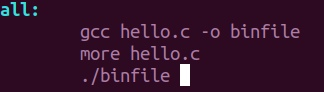 all:
gcc hello.c -o binfile
more hello.c
./binfile